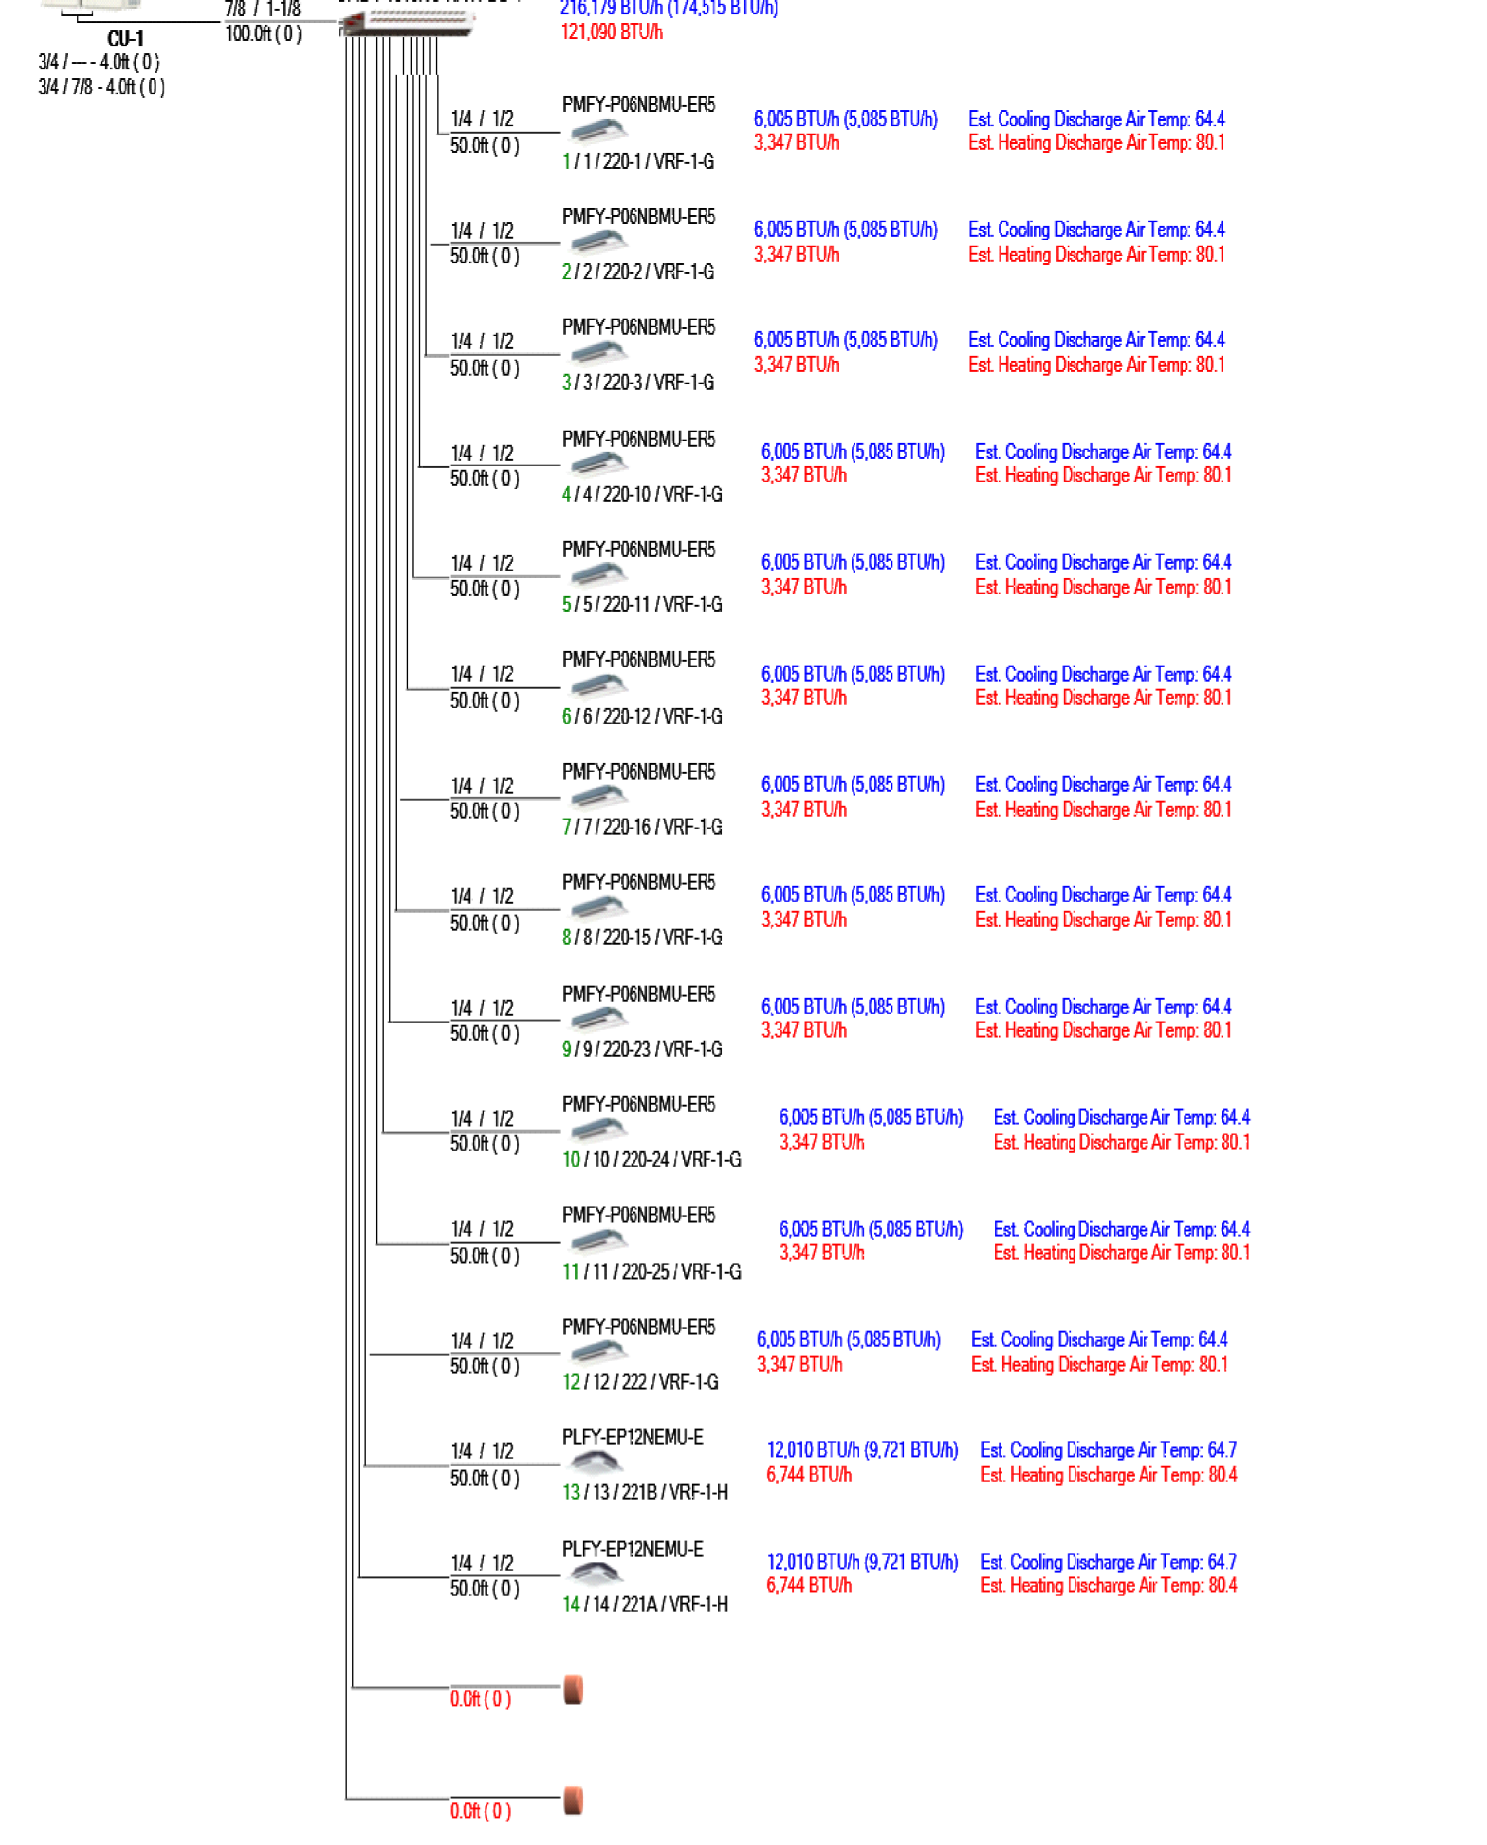 7/8 / 1-1/8
216,179 BTU/h (174,515 BTU/h)
100.0ft ( 0 )
121,090 BTU/h
CU-1
3/4 / --- - 4.0ft ( 0 )
3/4 / 7/8 - 4.0ft ( 0 )
PMFY-P06NBMU-ER5
1/4 / 1/2
6,005 BTU/h (5,085 BTU/h) Est. Cooling Discharge Air Temp: 64.4
50.0ft ( 0 )
3,347 BTU/h Est. Heating Discharge Air Temp: 80.1
1 / 1 / 220-1 / VRF-1-G
PMFY-P06NBMU-ER5
1/4 / 1/2
6,005 BTU/h (5,085 BTU/h) Est. Cooling Discharge Air Temp: 64.4
50.0ft ( 0 )
3,347 BTU/h Est. Heating Discharge Air Temp: 80.1
2 / 2 / 220-2 / VRF-1-G
PMFY-P06NBMU-ER5
1/4 / 1/2
6,005 BTU/h (5,085 BTU/h) Est. Cooling Discharge Air Temp: 64.4
50.0ft ( 0 )
3,347 BTU/h Est. Heating Discharge Air Temp: 80.1
3 / 3 / 220-3 / VRF-1-G
PMFY-P06NBMU-ER5
1/4 / 1/2
6,005 BTU/h (5,085 BTU/h) Est. Cooling Discharge Air Temp: 64.4
50.0ft ( 0 )
3,347 BTU/h Est. Heating Discharge Air Temp: 80.1
4 / 4 / 220-10 / VRF-1-G
PMFY-P06NBMU-ER5
1/4 / 1/2
6,005 BTU/h (5,085 BTU/h) Est. Cooling Discharge Air Temp: 64.4
50.0ft ( 0 )
3,347 BTU/h Est. Heating Discharge Air Temp: 80.1
5 / 5 / 220-11 / VRF-1-G
PMFY-P06NBMU-ER5
1/4 / 1/2
6,005 BTU/h (5,085 BTU/h) Est. Cooling Discharge Air Temp: 64.4
50.0ft ( 0 )
3,347 BTU/h Est. Heating Discharge Air Temp: 80.1
6 / 6 / 220-12 / VRF-1-G
PMFY-P06NBMU-ER5
1/4 / 1/2
6,005 BTU/h (5,085 BTU/h) Est. Cooling Discharge Air Temp: 64.4
50.0ft ( 0 )
3,347 BTU/h Est. Heating Discharge Air Temp: 80.1
7 / 7 / 220-16 / VRF-1-G
PMFY-P06NBMU-ER5
1/4 / 1/2
6,005 BTU/h (5,085 BTU/h) Est. Cooling Discharge Air Temp: 64.4
50.0ft ( 0 )
3,347 BTU/h Est. Heating Discharge Air Temp: 80.1
8 / 8 / 220-15 / VRF-1-G
PMFY-P06NBMU-ER5
1/4 / 1/2
6,005 BTU/h (5,085 BTU/h) Est. Cooling Discharge Air Temp: 64.4
50.0ft ( 0 )
3,347 BTU/h Est. Heating Discharge Air Temp: 80.1
9 / 9 / 220-23 / VRF-1-G
PMFY-P06NBMU-ER5
1/4 / 1/2
6,005 BTU/h (5,085 BTU/h) Est. Cooling Discharge Air Temp: 64.4
50.0ft ( 0 )
3,347 BTU/h Est. Heating Discharge Air Temp: 80.1
10 / 10 / 220-24 / VRF-1-G
PMFY-P06NBMU-ER5
1/4 / 1/2
6,005 BTU/h (5,085 BTU/h) Est. Cooling Discharge Air Temp: 64.4
50.0ft ( 0 )
3,347 BTU/h Est. Heating Discharge Air Temp: 80.1
11 / 11 / 220-25 / VRF-1-G
PMFY-P06NBMU-ER5
1/4 / 1/2
6,005 BTU/h (5,085 BTU/h) Est. Cooling Discharge Air Temp: 64.4
50.0ft ( 0 )
3,347 BTU/h Est. Heating Discharge Air Temp: 80.1
12 / 12 / 222 / VRF-1-G
PLFY-EP12NEMU-E
1/4 / 1/2
12,010 BTU/h (9,721 BTU/h) Est. Cooling Discharge Air Temp: 64.7
50.0ft ( 0 )
6,744 BTU/h Est. Heating Discharge Air Temp: 80.4
13 / 13 / 221B / VRF-1-H
PLFY-EP12NEMU-E
1/4 / 1/2
12,010 BTU/h (9,721 BTU/h) Est. Cooling Discharge Air Temp: 64.7
50.0ft ( 0 )
6,744 BTU/h Est. Heating Discharge Air Temp: 80.4
14 / 14 / 221A / VRF-1-H
0.0ft ( 0 )
0.0ft ( 0 )